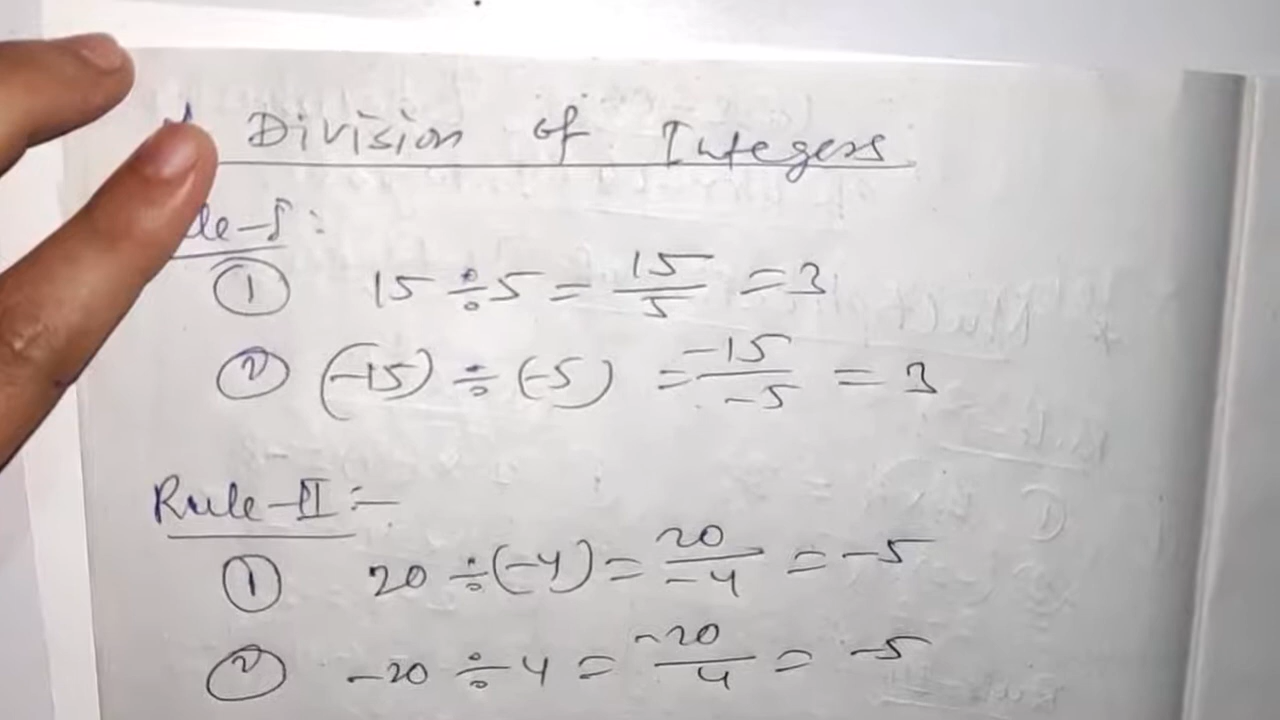 Division of Integers
Rule-I:
① 15 ÷ 5 = 15/5 = 3
② (-15) ÷ (-5) = -15/-5 = 3
Rule-II :-
① 20 ÷ (-4) = 20/-4 = -5
② -20 ÷ 4 = -20/4 = -5